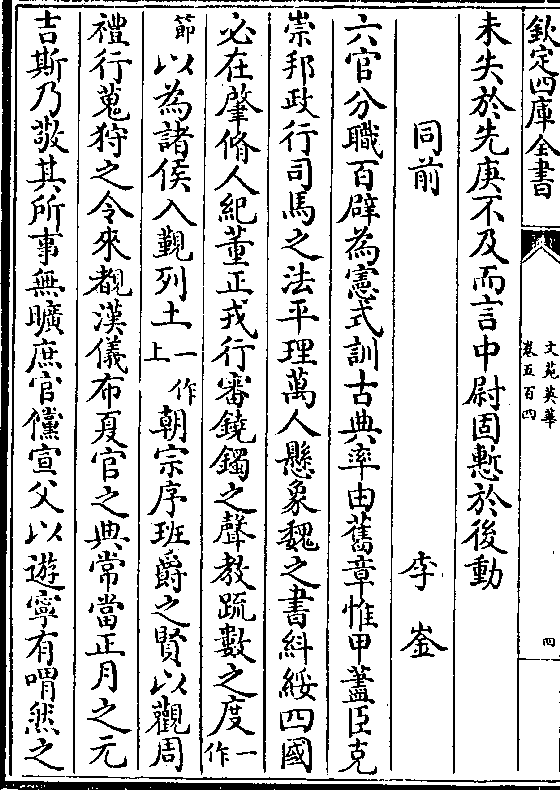 欽定四庫全書
文苑英華
卷五百四
四
未失於先庚不及而言中尉固慙於後動
同前　李崟
六官分職百辟為憲式訓古典率由舊章惟甲蓋臣克
崇邦政行司馬之法平理萬人懸象魏之書糾綏四國
必在肇脩人紀董正戎行審鐃鐲之聲教疏數之度一作
節以為諸侯入覲列土一作上朝宗序班爵之賢以觀周
禮行蒐狩之令來覩漢儀布夏官之典常當正月之元
吉斯乃敬其所事無曠庶官儻宣父以遊寧有喟然之